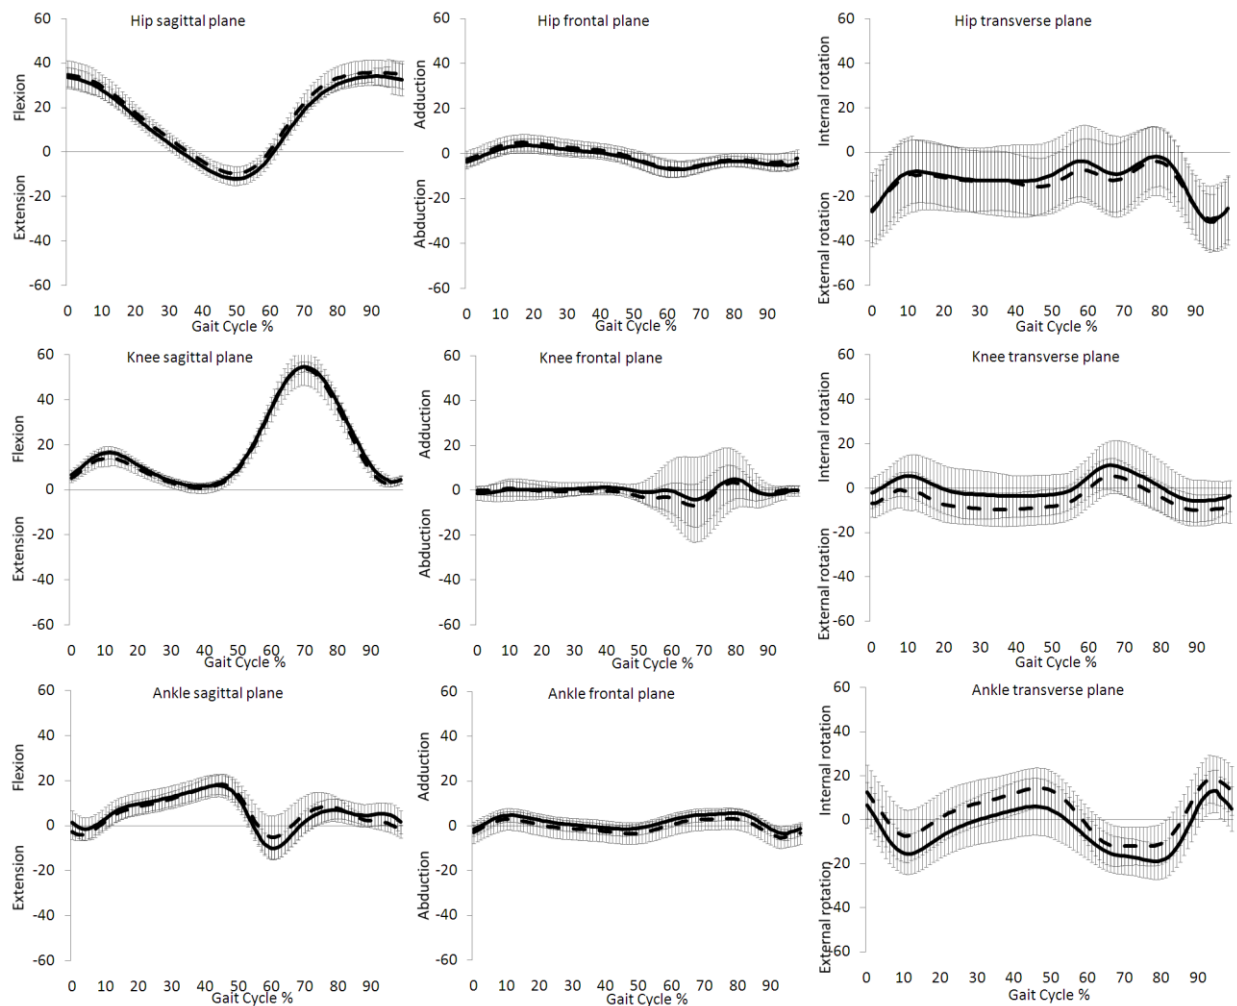 Hip sagittal plane
Flexion
Extension
60
40
20
0
-20
-40
-60
0 10 20 30 40 50 60 70 80 90
Gait Cycle %
Hip frontal plane
Adduction
Abduction
60
40
20
0
-20
-40
-60
0 10 20 30 40 50 60 70 80 90
Gait Cycle %
Hip transverse plane
Internal rotation
External rotation
60
40
20
0
-20
-40
-60
0 10 20 30 40 50 60 70 80 90
Gait Cycle %
Knee sagittal plane
Flexion
Extension
60
40
20
0
-20
-40
-60
0 10 20 30 40 50 60 70 80 90
Gait Cycle %
Knee frontal plane
Adduction
Abduction
60
40
20
0
-20
-40
-60
0 10 20 30 40 50 60 70 80 90
Gait Cycle %
Knee transverse plane
Internal rotation
External rotation
60
40
20
0
-20
-40
-60
0 10 20 30 40 50 60 70 80 90
Gait Cycle %
Ankle sagittal plane
Flexion
Extension
60
40
20
0
-20
-40
-60
0 10 20 30 40 50 60 70 80 90
Gait Cycle %
Ankle frontal plane
Adduction
Abduction
60
40
20
0
-20
-40
-60
0 10 20 30 40 50 60 70 80 90
Gait Cycle %
Ankle transverse plane
Internal rotation
External rotation
60
40
20
0
-20
-40
-60
0 10 20 30 40 50 60 70 80 90
Gait Cycle %